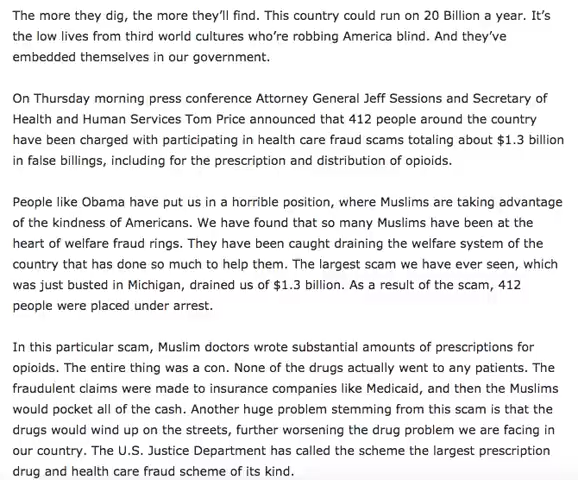 The more they dig, the more they’ll find. This country could run on 20 Billion a year. It’s
the low lives from third world cultures who’re robbing America blind. And they’ve
embedded themselves in our government.
On Thursday morning press conference Attorney General Jeff Sessions and Secretary of
Health and Human Services Tom Price announced that 412 people around the country
have been charged with participating in health care fraud scams totaling about $1.3 billion
in false billings, including for the prescription and distribution of opioids.
People like Obama have put us in a horrible position, where Muslims are taking advantage
of the kindness of Americans. We have found that so many Muslims have been at the
heart of welfare fraud rings. They have been caught draining the welfare system of the
country that has done so much to help them. The largest scam we have ever seen, which
was just busted in Michigan, drained us of $1.3 billion. As a result of the scam, 412
people were placed under arrest.
In this particular scam, Muslim doctors wrote substantial amounts of prescriptions for
opioids. The entire thing was a con. None of the drugs actually went to any patients. The
fraudulent claims were made to insurance companies like Medicaid, and then the Muslims
would pocket all of the cash. Another huge problem stemming from this scam is that the
drugs would wind up on the streets, further worsening the drug problem we are facing in
our country. The U.S. Justice Department has called the scheme the largest prescription
drug and health care fraud scheme of its kind.